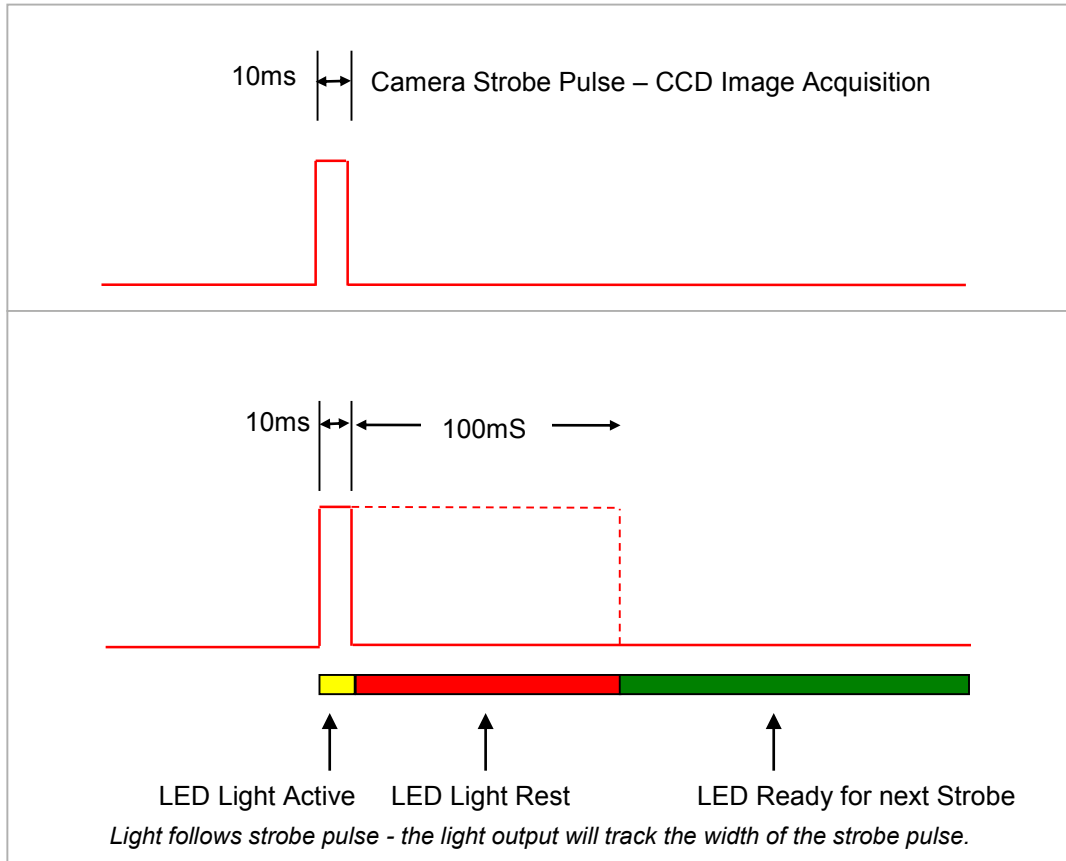 10ms Camera Strobe Pulse – CCD Image Acquisition
10ms 100mS
LED Light Active LED Light Rest LED Ready for next Strobe
Light follows strobe pulse - the light output will track the width of the strobe pulse.